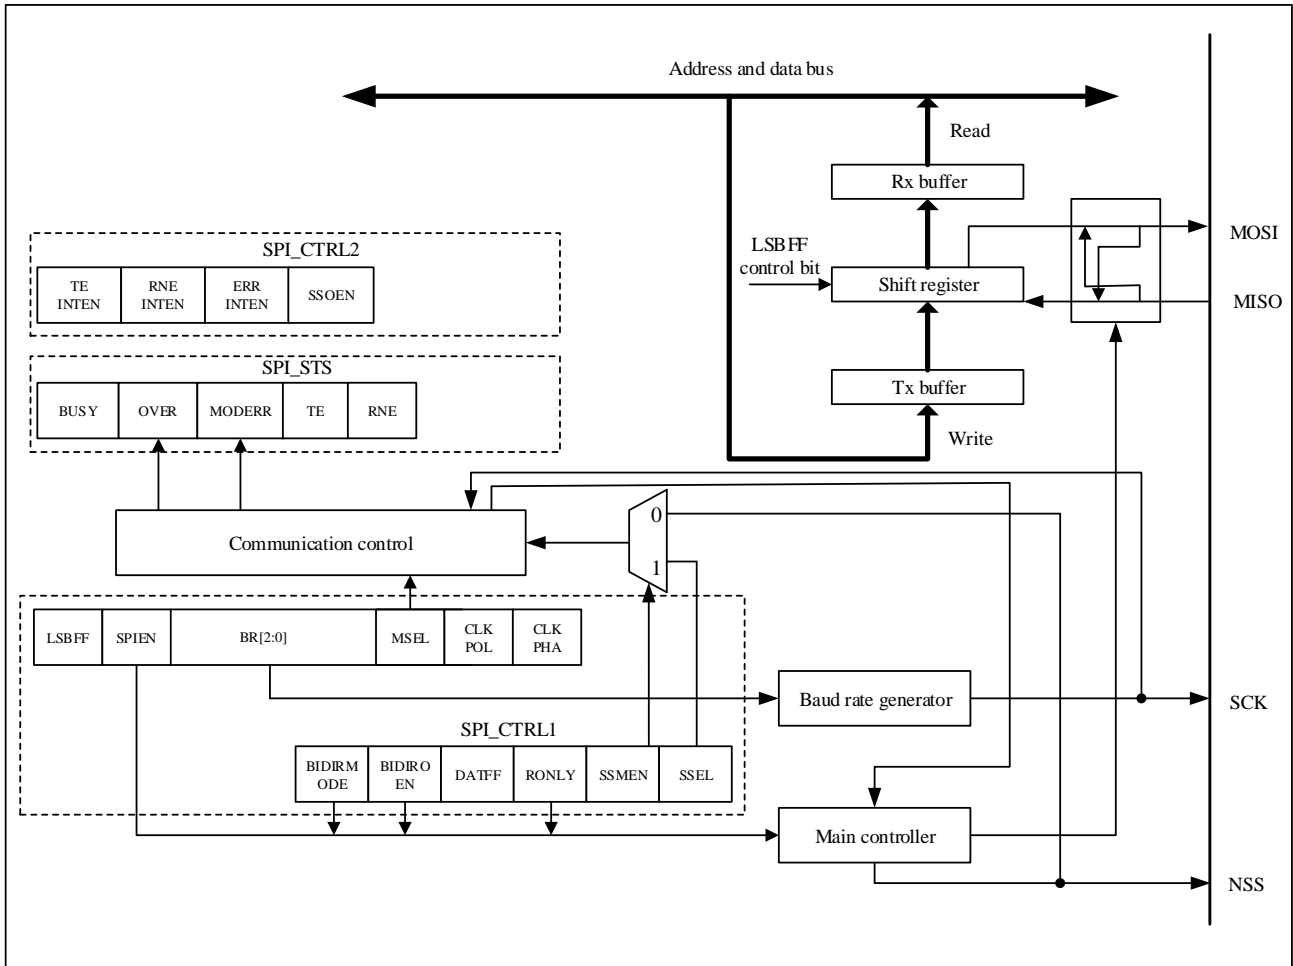 Address and data bus
Read
Rx buffer
MOSI
LSBFF
control bit
Shift register
MISO
Tx buffer
Write
SPI_CTRL2
TE
INTEN
RNE
INTEN
ERR
INTEN
SSOEN
SPI_STS
BUSY
OVER
MODERR
TE
RNE
Communication control
0
1
LSBFF
SPIEN
BR[2:0]
MSEL
CLK
POL
CLK
PHA
Baud rate generator
SCK
SPI_CTRL1
BIDIRM
ODE
BIDIRO
EN
DATFF
RONLY
SSMEN
SSEL
Main controller
NSS